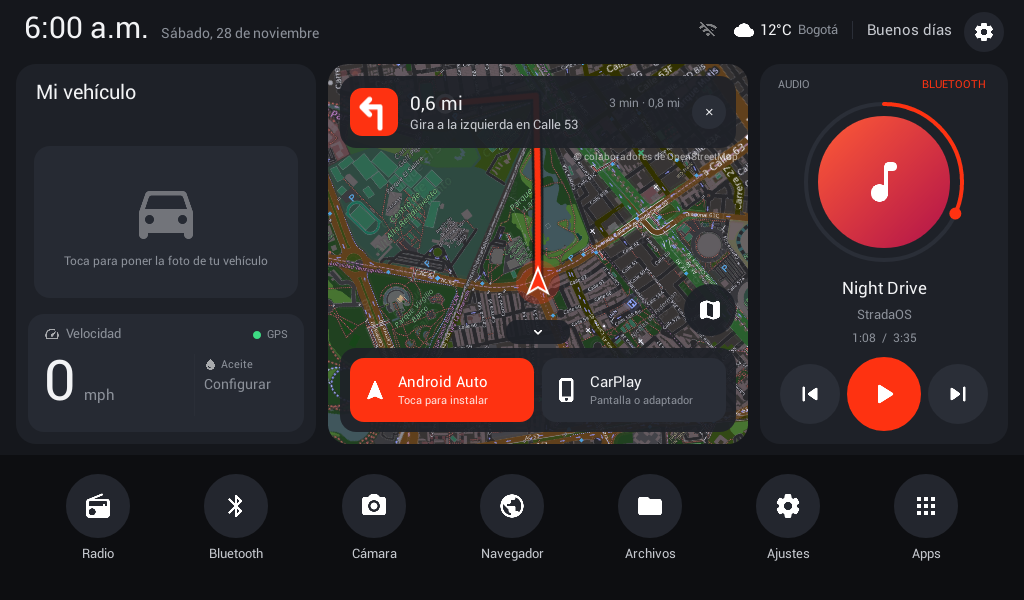 6:00 a.m.
Sábado, 28 de noviembre
12°C Bogotá
Buenos días
Mi vehículo
Toca para poner la foto de tu vehículo
Velocidad
GPS
0 mph
Aceite
Configurar
0,6 mi
3 min · 0,8 mi
Gira a la izquierda en Calle 53
×
© colaboradores de OpenStreetMap
Android Auto
Toca para instalar
CarPlay
Pantalla o adaptador
AUDIO
BLUETOOTH
Night Drive
StradaOS
1:08 / 3:35
Radio
Bluetooth
Cámara
Navegador
Archivos
Ajustes
Apps